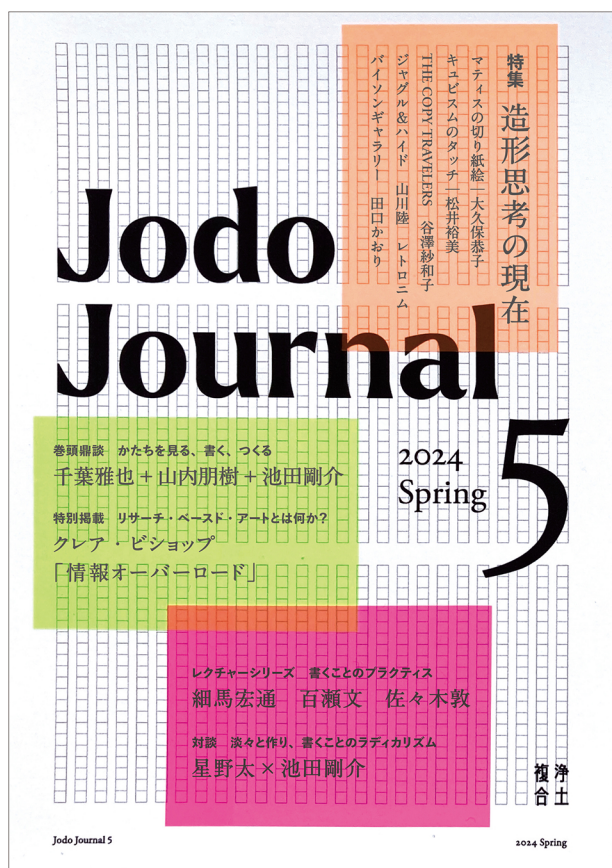 特集 造形思考の現在
マティスの切り紙絵｜大久保恭子
キュビスムのタッチ｜松井裕美
THE COPY TRAVELERS 谷澤紗和子
ジャグル&ハイド 山川陸 レトロニム
バイソンギャラリー 田口かおり
Jodo
Journal
5
2024
Spring
巻頭鼎談 かたちを見る、書く、つくる
千葉雅也+山内朋樹+池田剛介
特別掲載 リサーチ・ベースド・アートとは何か?
クレア・ビショップ
「情報オーバーロード」
レクチャーシリーズ 書くことのプラクティス
細馬宏通 百瀬文 佐々木敦
対談 淡々と作り、書くことのラディカリズム
星野太×池田剛介
浄土
複合
Jodo Journal 5
2024 Spring